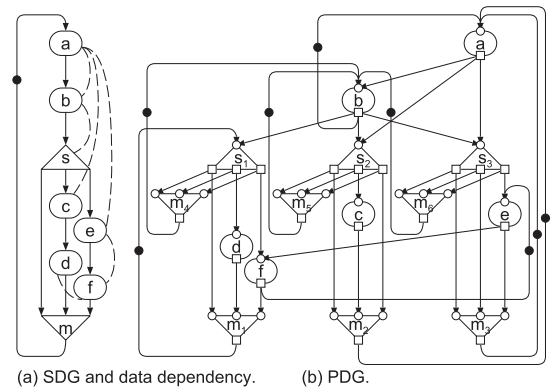 a
b
s
c
e
d
f
m
a
b
s1
s2
s3
m4
m5
m6
c
e
d
f
m1
m2
m3
(a) SDG and data dependency.
(b) PDG.